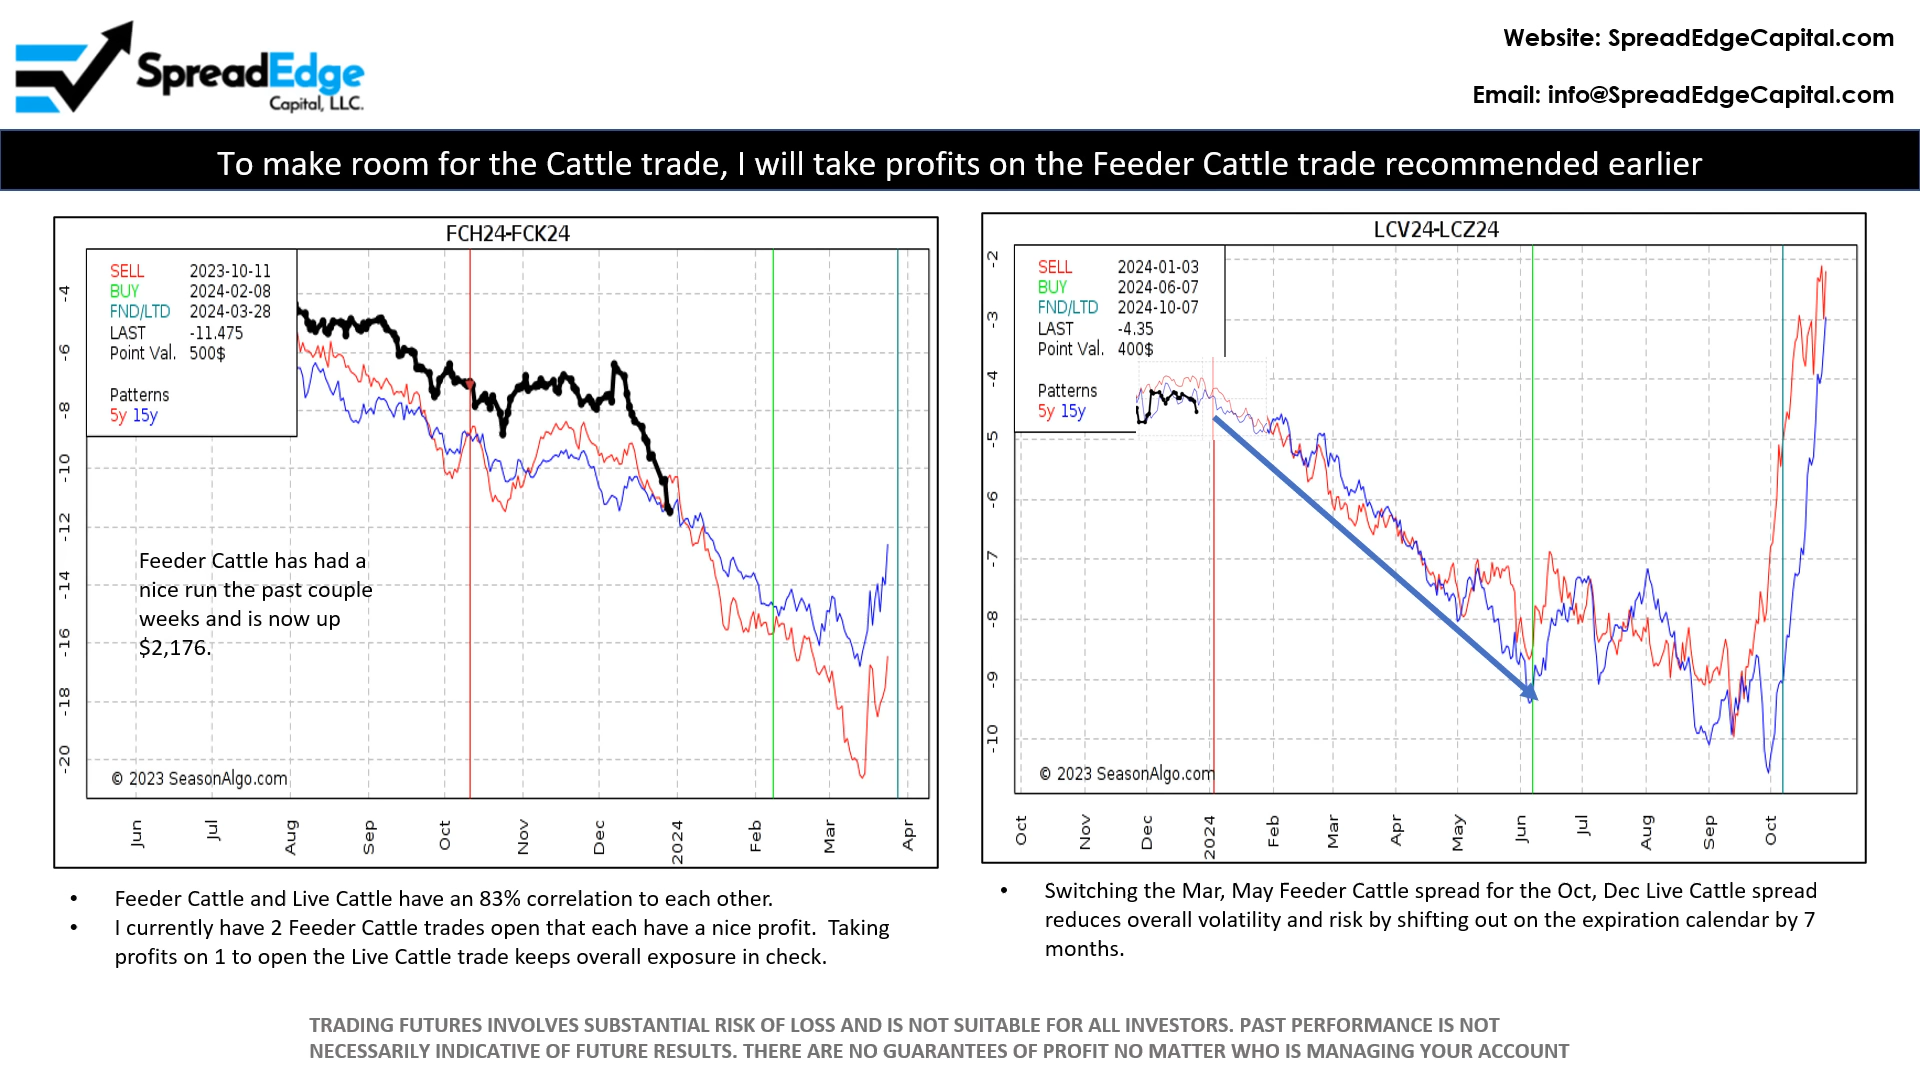 SpreadEdge
Capital, LLC.
Website: SpreadEdgeCapital.com
Email: info@SpreadEdgeCapital.com
To make room for the Cattle trade, I will take profits on the Feeder Cattle trade recommended earlier
FCH24-FCK24
SELL 2023-10-11
BUY 2024-02-08
FND/LTD 2024-03-28
LAST -11.475
Point Val. 500$
Patterns
5y 15y
-4
-6
-8
-10
-12
-14
-16
-18
-20
Feeder Cattle has had a
nice run the past couple
weeks and is now up
$2,176.
© 2023 SeasonAlgo.com
Jun Jul Aug Sep Oct Nov Dec 2024 Feb Mar Apr
LCV24-LCZ24
SELL 2024-01-03
BUY 2024-06-07
FND/LTD 2024-10-07
LAST -4.35
Point Val. 400$
Patterns
5y 15y
-2
-3
-4
-5
-6
-7
-8
-9
-10
© 2023 SeasonAlgo.com
Oct Nov Dec 2024 Feb Mar Apr May Jun Jul Aug Sep Oct
• Feeder Cattle and Live Cattle have an 83% correlation to each other.
• I currently have 2 Feeder Cattle trades open that each have a nice profit. Taking
profits on 1 to open the Live Cattle trade keeps overall exposure in check.
• Switching the Mar, May Feeder Cattle spread for the Oct, Dec Live Cattle spread
reduces overall volatility and risk by shifting out on the expiration calendar by 7
months.
TRADING FUTURES INVOLVES SUBSTANTIAL RISK OF LOSS AND IS NOT SUITABLE FOR ALL INVESTORS. PAST PERFORMANCE IS NOT
NECESSARILY INDICATIVE OF FUTURE RESULTS. THERE ARE NO GUARANTEES OF PROFIT NO MATTER WHO IS MANAGING YOUR ACCOUNT